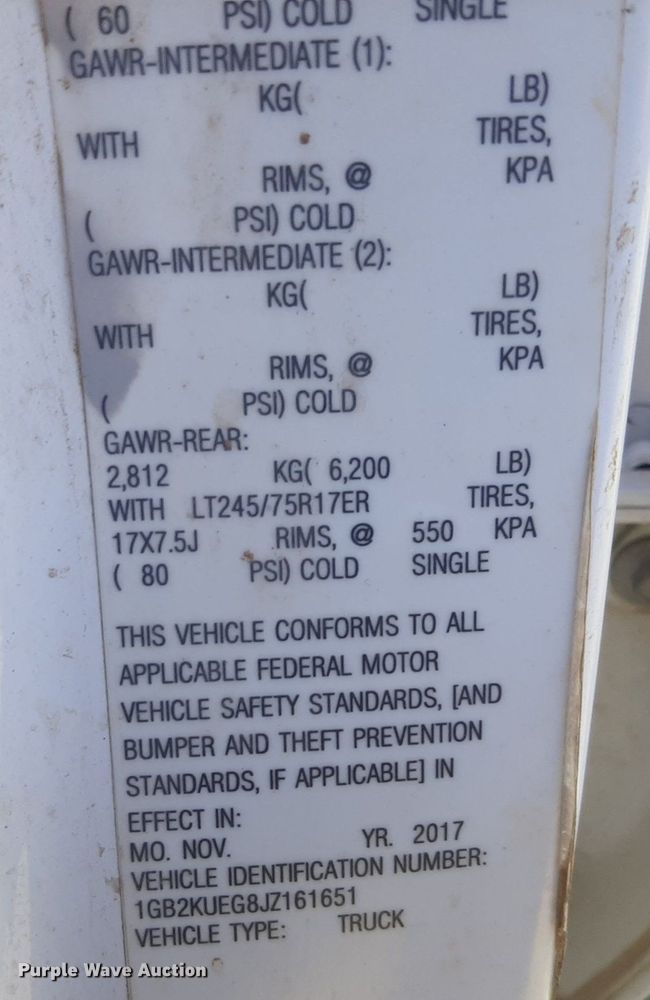 ( 60 PSI) COLD SINGLE
GAWR-INTERMEDIATE (1):
KG( LB)
WITH TIRES,
RIMS, @ KPA
( PSI) COLD
GAWR-INTERMEDIATE (2):
KG( LB)
WITH TIRES,
RIMS, @ KPA
( PSI) COLD
GAWR-REAR:
2,812 KG( 6,200 LB)
WITH LT245/75R17ER TIRES,
17X7.5J RIMS, @ 550 KPA
( 80 PSI) COLD SINGLE
THIS VEHICLE CONFORMS TO ALL
APPLICABLE FEDERAL MOTOR
VEHICLE SAFETY STANDARDS, [AND
BUMPER AND THEFT PREVENTION
STANDARDS, IF APPLICABLE] IN
EFFECT IN:
MO. NOV. YR. 2017
VEHICLE IDENTIFICATION NUMBER:
1GB2KUEG8JZ161651
VEHICLE TYPE: TRUCK
Purple Wave Auction